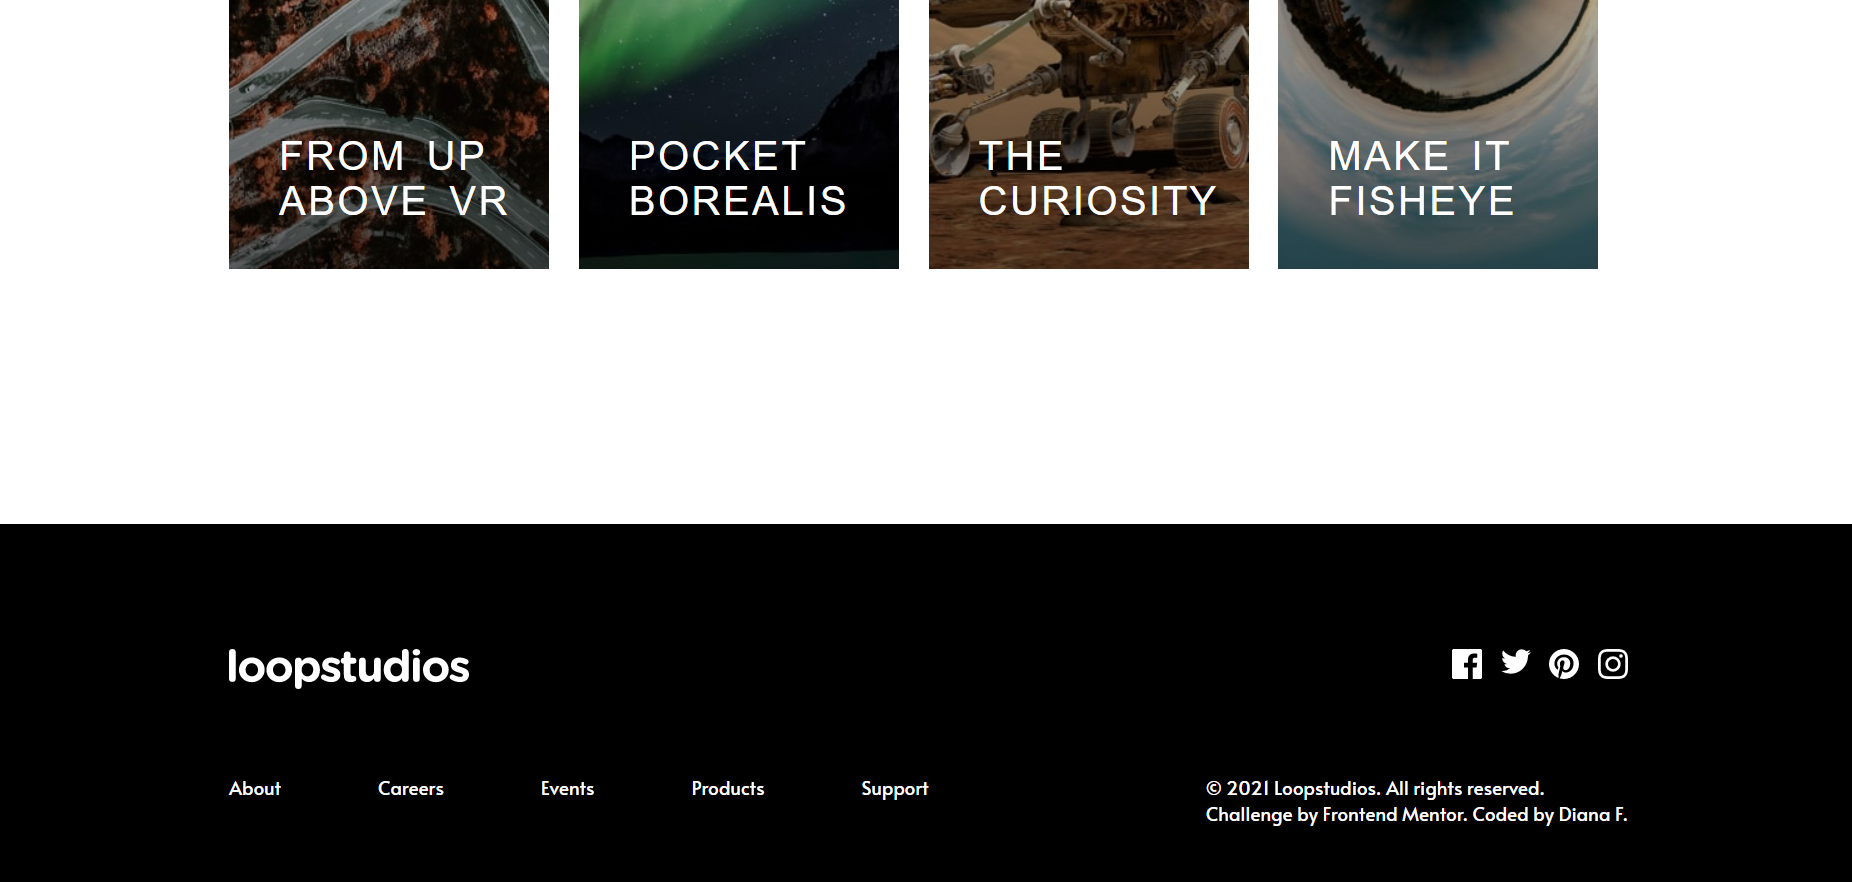 FROM UP
ABOVE VR
POCKET
BOREALIS
THE
CURIOSITY
MAKE IT
FISHEYE
loopstudios
About
Careers
Events
Products
Support
© 2021 Loopstudios. All rights reserved.
Challenge by Frontend Mentor. Coded by Diana F.